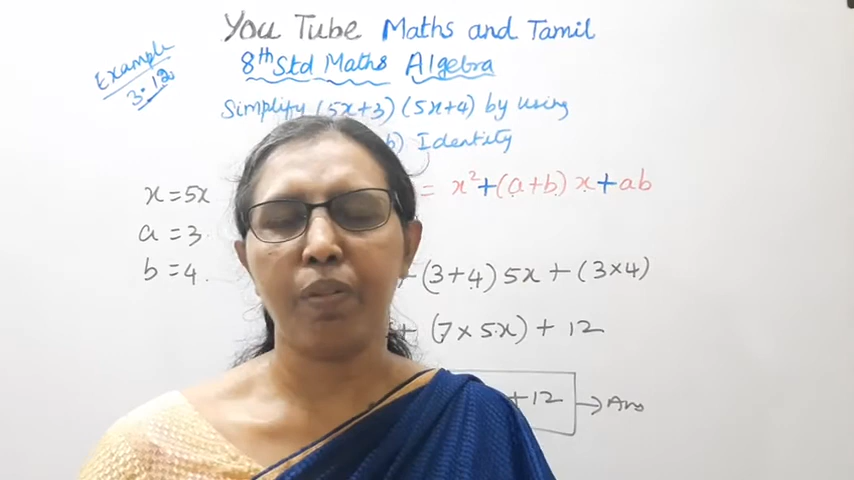 You Tube Maths and Tamil
Example
3.12
8th Std Maths Algebra
Simplify (5x+3) (5x+4) by using
b) Identity
x = 5x
= x²+(a+b) x+ab
a = 3
b = 4
(3+4) 5x + (3×4)
+ (7 × 5x) + 12
+12 → Ans